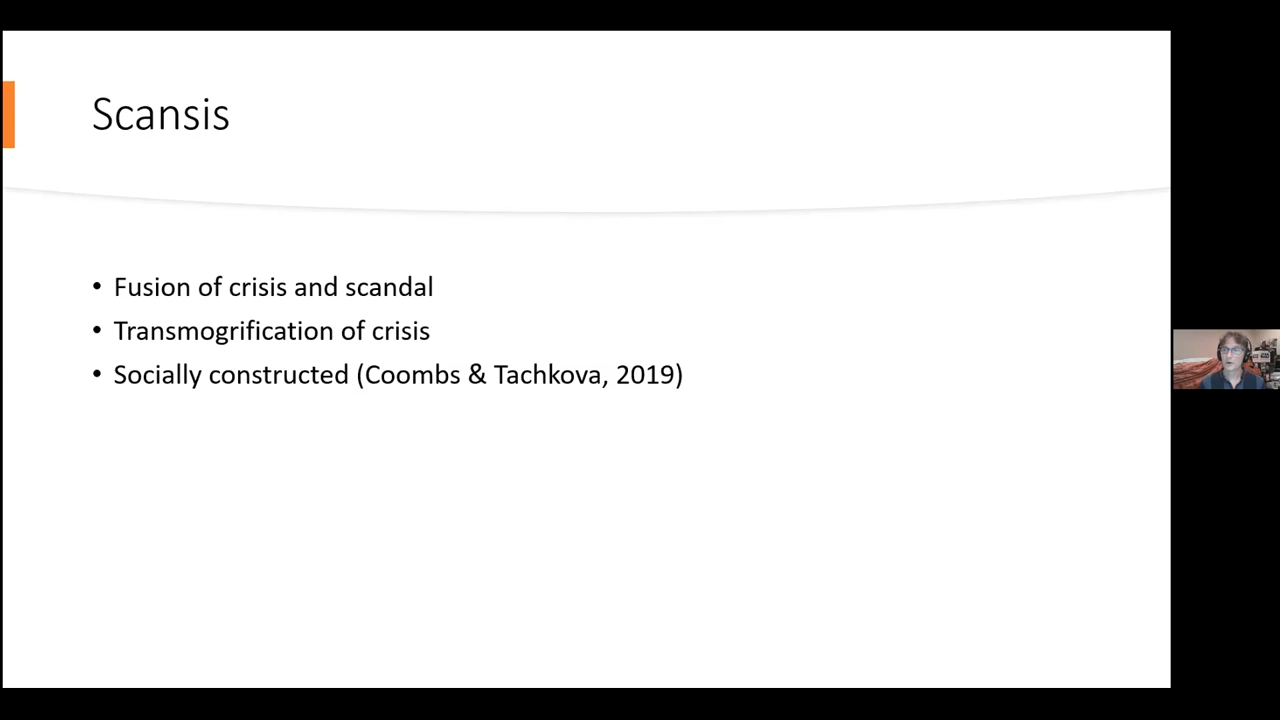 Scansis
• Fusion of crisis and scandal
• Transmogrification of crisis
• Socially constructed (Coombs & Tachkova, 2019)